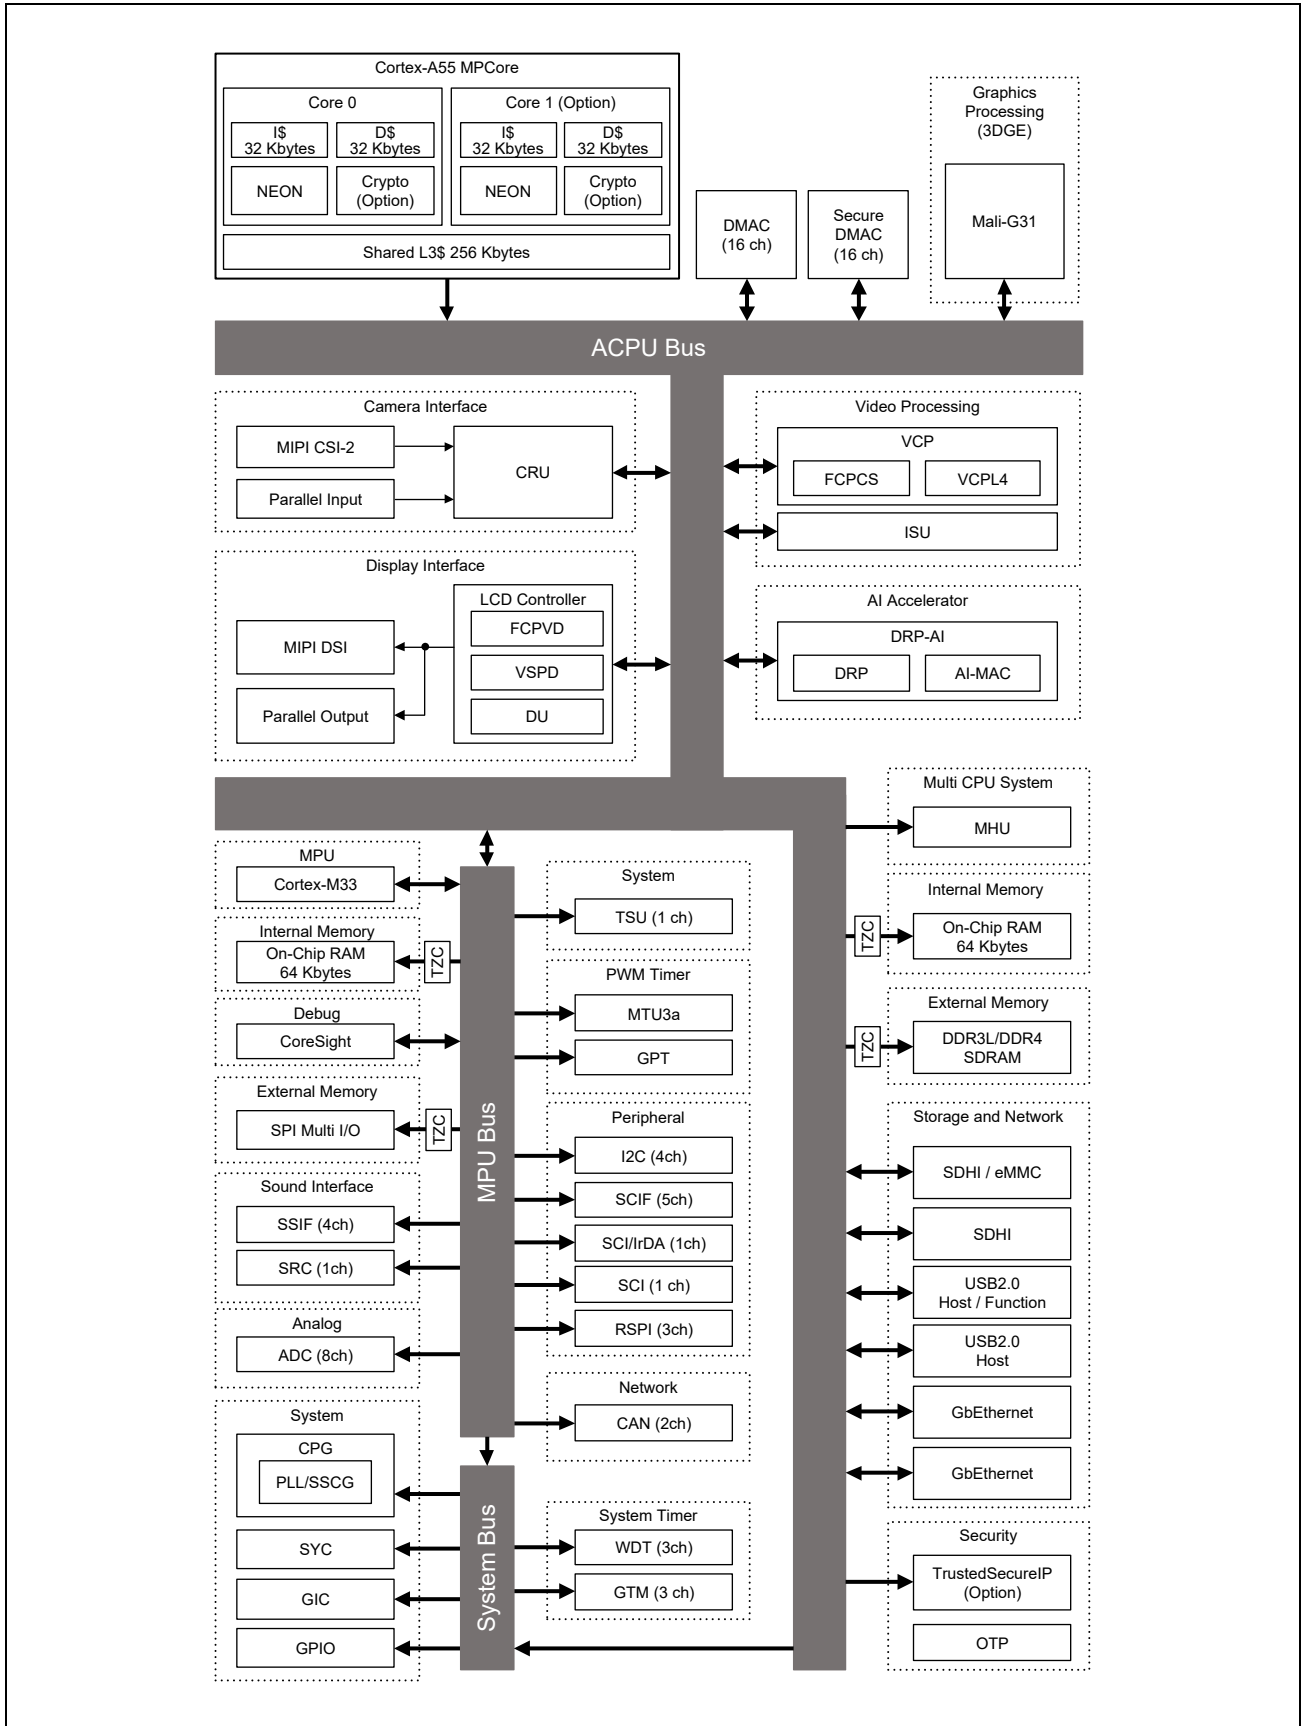 Cortex-A55 MPCore
Core 0
I$
32 Kbytes
D$
32 Kbytes
NEON
Crypto
(Option)
Core 1 (Option)
I$
32 Kbytes
D$
32 Kbytes
NEON
Crypto
(Option)
Shared L3$ 256 Kbytes
DMAC
(16 ch)
Secure
DMAC
(16 ch)
Graphics
Processing
(3DGE)
Mali-G31
ACPU Bus
Camera Interface
MIPI CSI-2
Parallel Input
CRU
Video Processing
VCP
FCPCS
VCPL4
ISU
Display Interface
MIPI DSI
Parallel Output
LCD Controller
FCPVD
VSPD
DU
AI Accelerator
DRP-AI
DRP
AI-MAC
MPU
Cortex-M33
Internal Memory
On-Chip RAM
64 Kbytes
TZC
Debug
CoreSight
External Memory
SPI Multi I/O
TZC
Sound Interface
SSIF (4ch)
SRC (1ch)
Analog
ADC (8ch)
System
CPG
PLL/SSCG
SYC
GIC
GPIO
MPU Bus
System Bus
System
TSU (1 ch)
PWM Timer
MTU3a
GPT
Peripheral
I2C (4ch)
SCIF (5ch)
SCI/IrDA (1ch)
SCI (1 ch)
RSPI (3ch)
Network
CAN (2ch)
System Timer
WDT (3ch)
GTM (3 ch)
Multi CPU System
MHU
Internal Memory
TZC
On-Chip RAM
64 Kbytes
External Memory
TZC
DDR3L/DDR4
SDRAM
Storage and Network
SDHI / eMMC
SDHI
USB2.0
Host / Function
USB2.0
Host
GbEthernet
GbEthernet
Security
TrustedSecureIP
(Option)
OTP